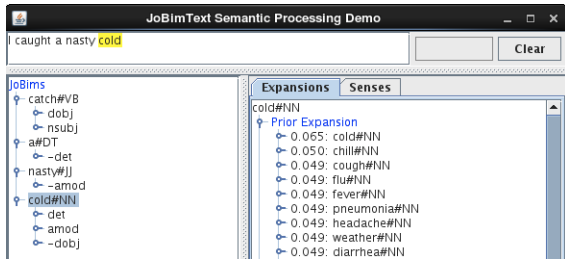 JoBimText Semantic Processing Demo
I caught a nasty cold
Clear
JoBims
catch#VB
dobj
nsubj
a#DT
-det
nasty#JJ
-amod
cold#NN
det
amod
-dobj
Expansions Senses
cold#NN
Prior Expansion
0.065: cold#NN
0.050: chill#NN
0.049: cough#NN
0.049: flu#NN
0.049: fever#NN
0.049: pneumonia#NN
0.049: headache#NN
0.049: weather#NN
0.049: diarrhea#NN